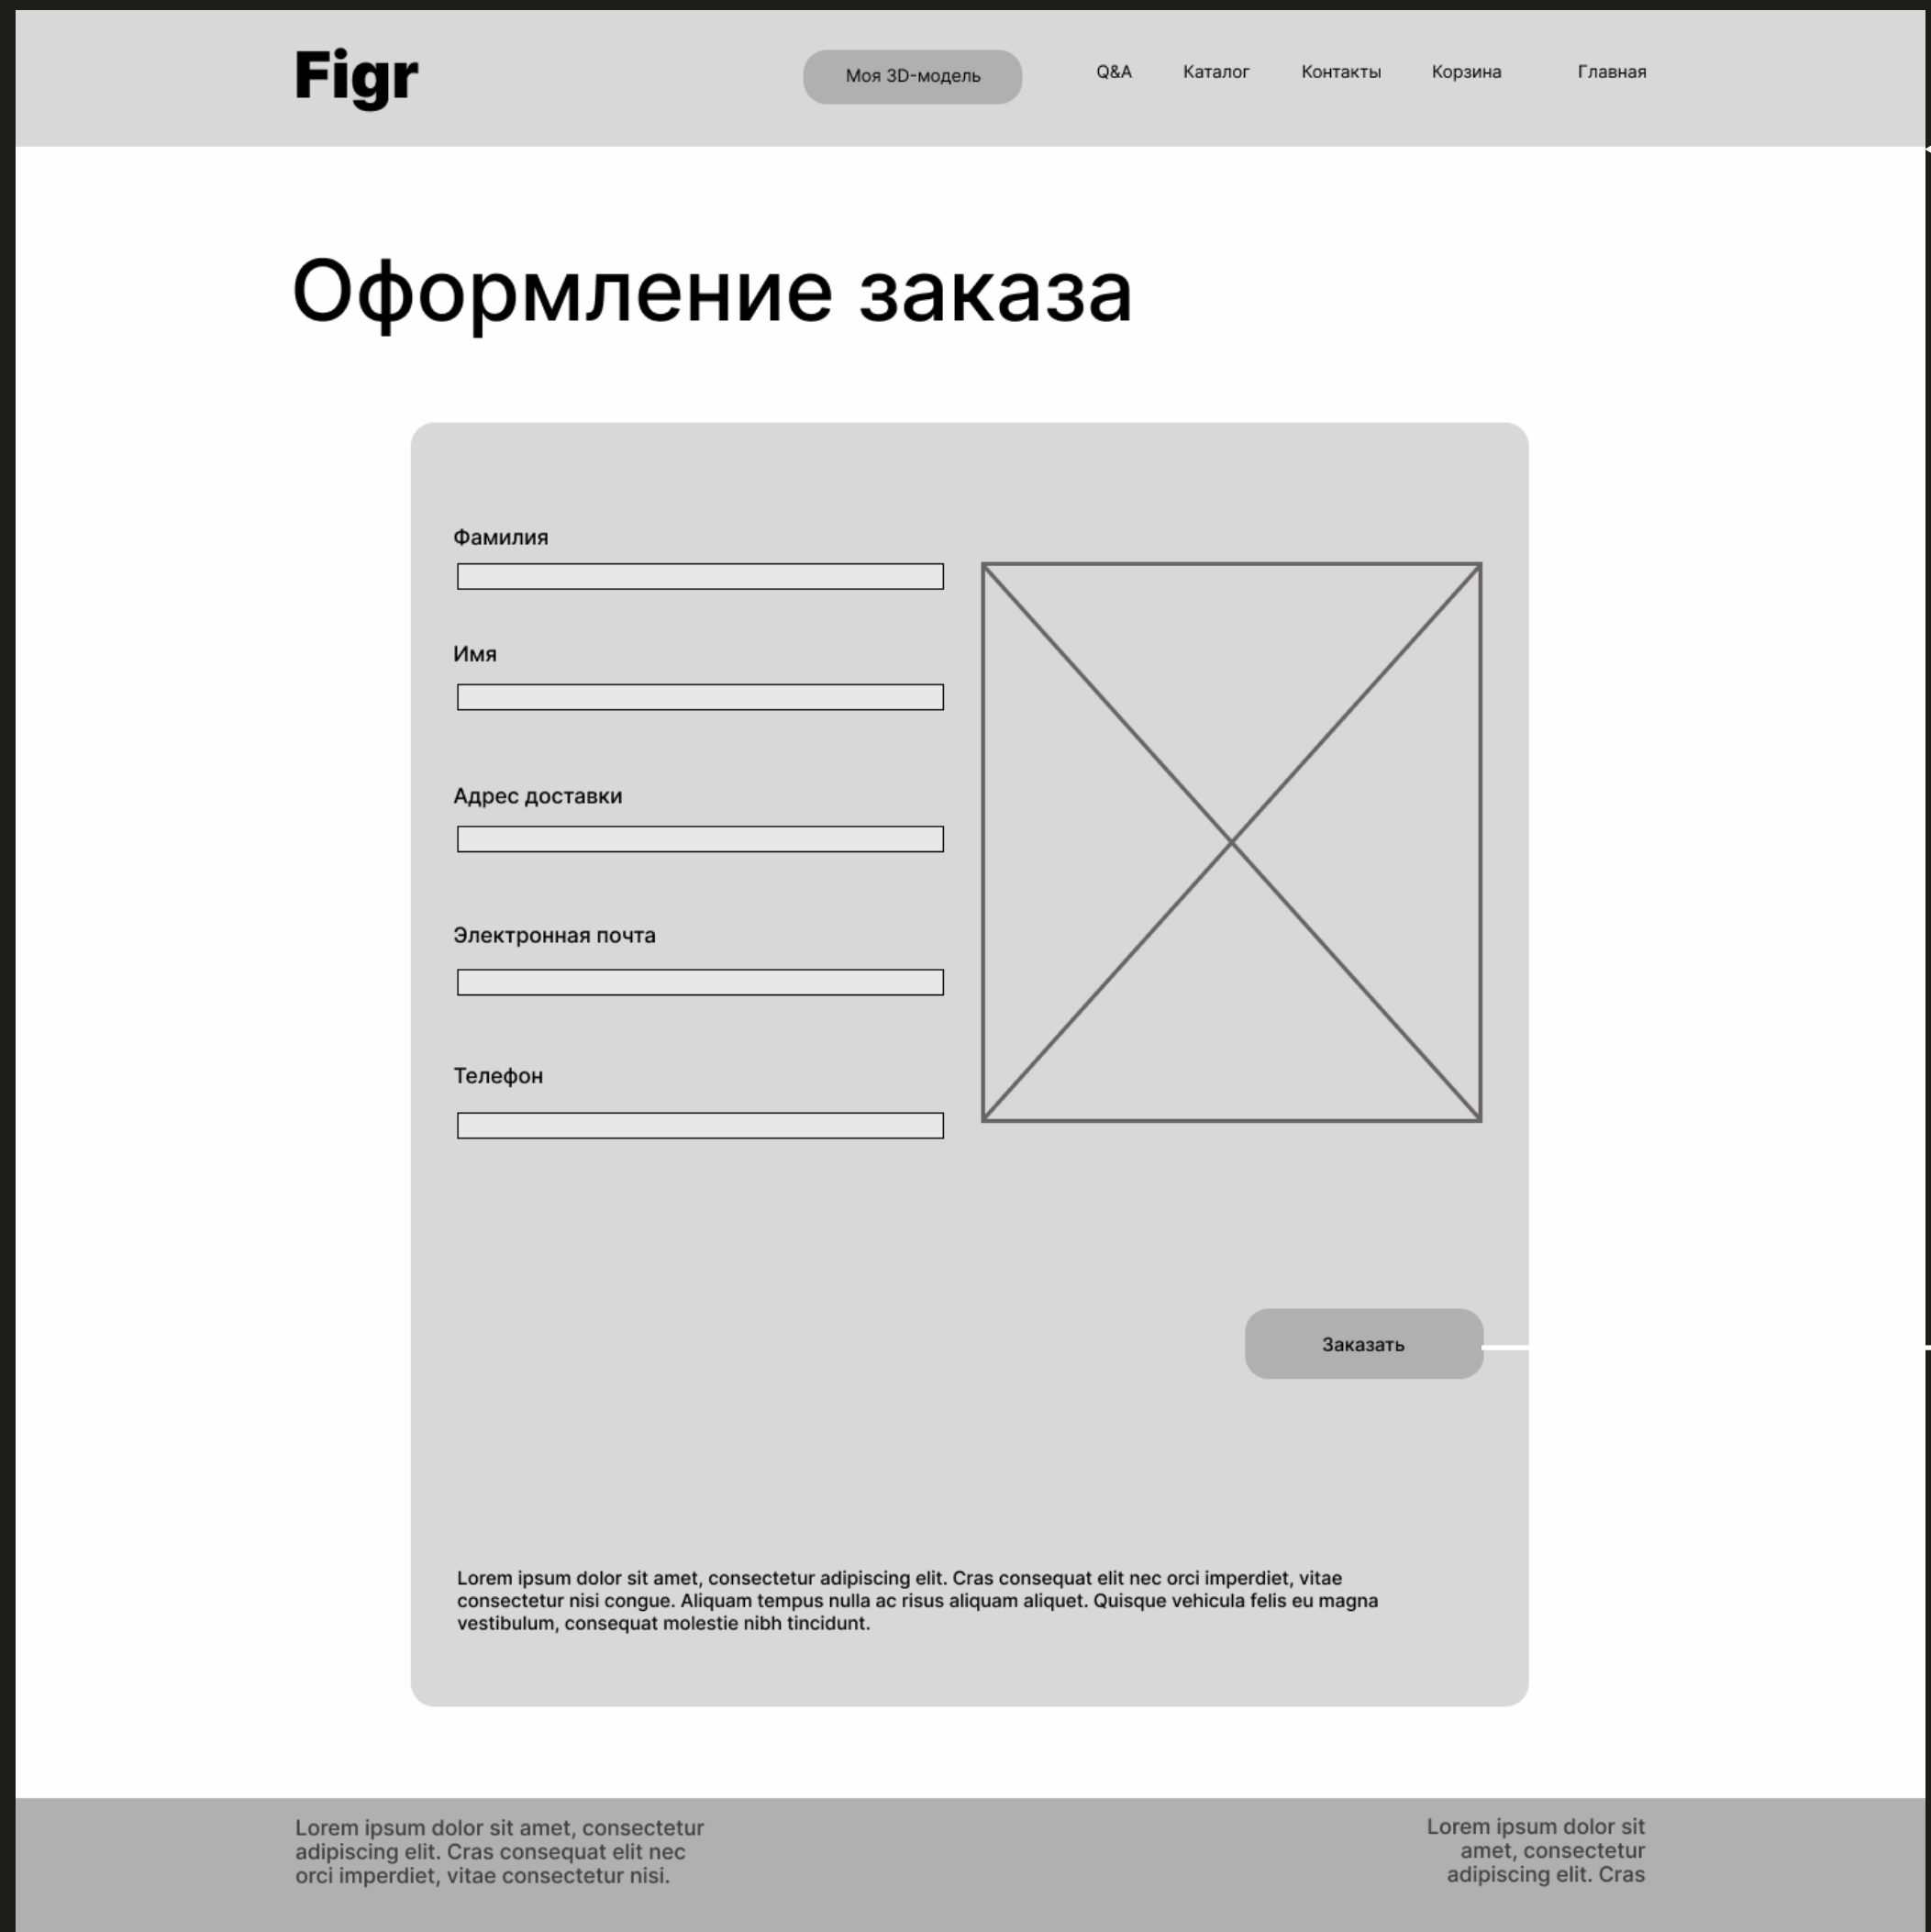 Figr
Моя 3D-модель
Q&A
Каталог
Контакты
Корзина
Главная
Оформление заказа
Фамилия
Имя
Адрес доставки
Электронная почта
Телефон
Заказать
Lorem ipsum dolor sit amet, consectetur adipiscing elit. Cras consequat elit nec orci imperdiet, vitae
consectetur nisi congue. Aliquam tempus nulla ac risus aliquam aliquet. Quisque vehicula felis eu magna
vestibulum, consequat molestie nibh tincidunt.
Lorem ipsum dolor sit amet, consectetur
adipiscing elit. Cras consequat elit nec
orci imperdiet, vitae consectetur nisi.
Lorem ipsum dolor sit
amet, consectetur
adipiscing elit. Cras